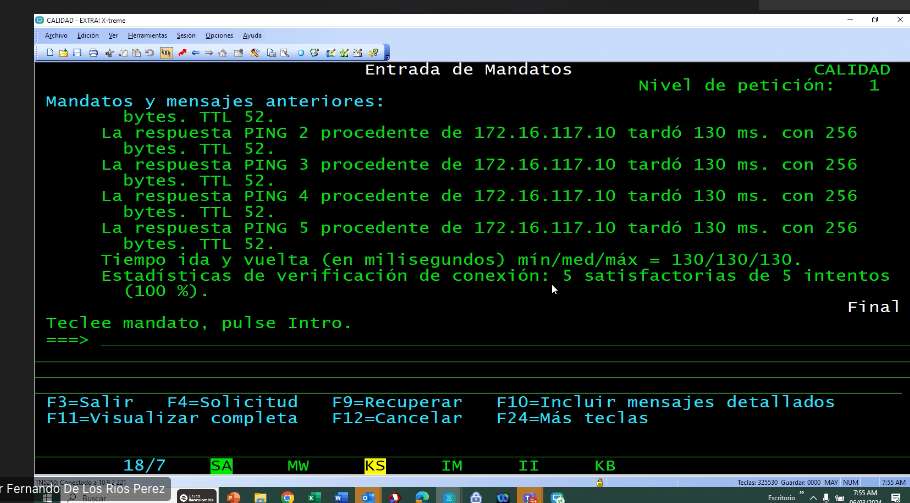 CALIDAD - EXTRA! X-treme
Archivo Edición Ver Herramientas Sesión Opciones Ayuda
Entrada de Mandatos CALIDAD
Nivel de petición: 1
Mandatos y mensajes anteriores:
bytes. TTL 52.
La respuesta PING 2 procedente de 172.16.117.10 tardó 130 ms. con 256
bytes. TTL 52.
La respuesta PING 3 procedente de 172.16.117.10 tardó 130 ms. con 256
bytes. TTL 52.
La respuesta PING 4 procedente de 172.16.117.10 tardó 130 ms. con 256
bytes. TTL 52.
La respuesta PING 5 procedente de 172.16.117.10 tardó 130 ms. con 256
bytes. TTL 52.
Tiempo ida y vuelta (en milisegundos) mín/med/máx = 130/130/130.
Estadísticas de verificación de conexión: 5 satisfactorias de 5 intentos
(100 %).
Final
Teclee mandato, pulse Intro.
===>
F3=Salir F4=Solicitud F9=Recuperar F10=Incluir mensajes detallados
F11=Visualizar completa F12=Cancelar F24=Más teclas
18/7 SA MW KS IM II KB
Teclas: 325530 Guardar: 0000 MAY NUM 7:55 AM
r Fernando De Los Rios Perez
Buscar
Escritorio
7:55 AM